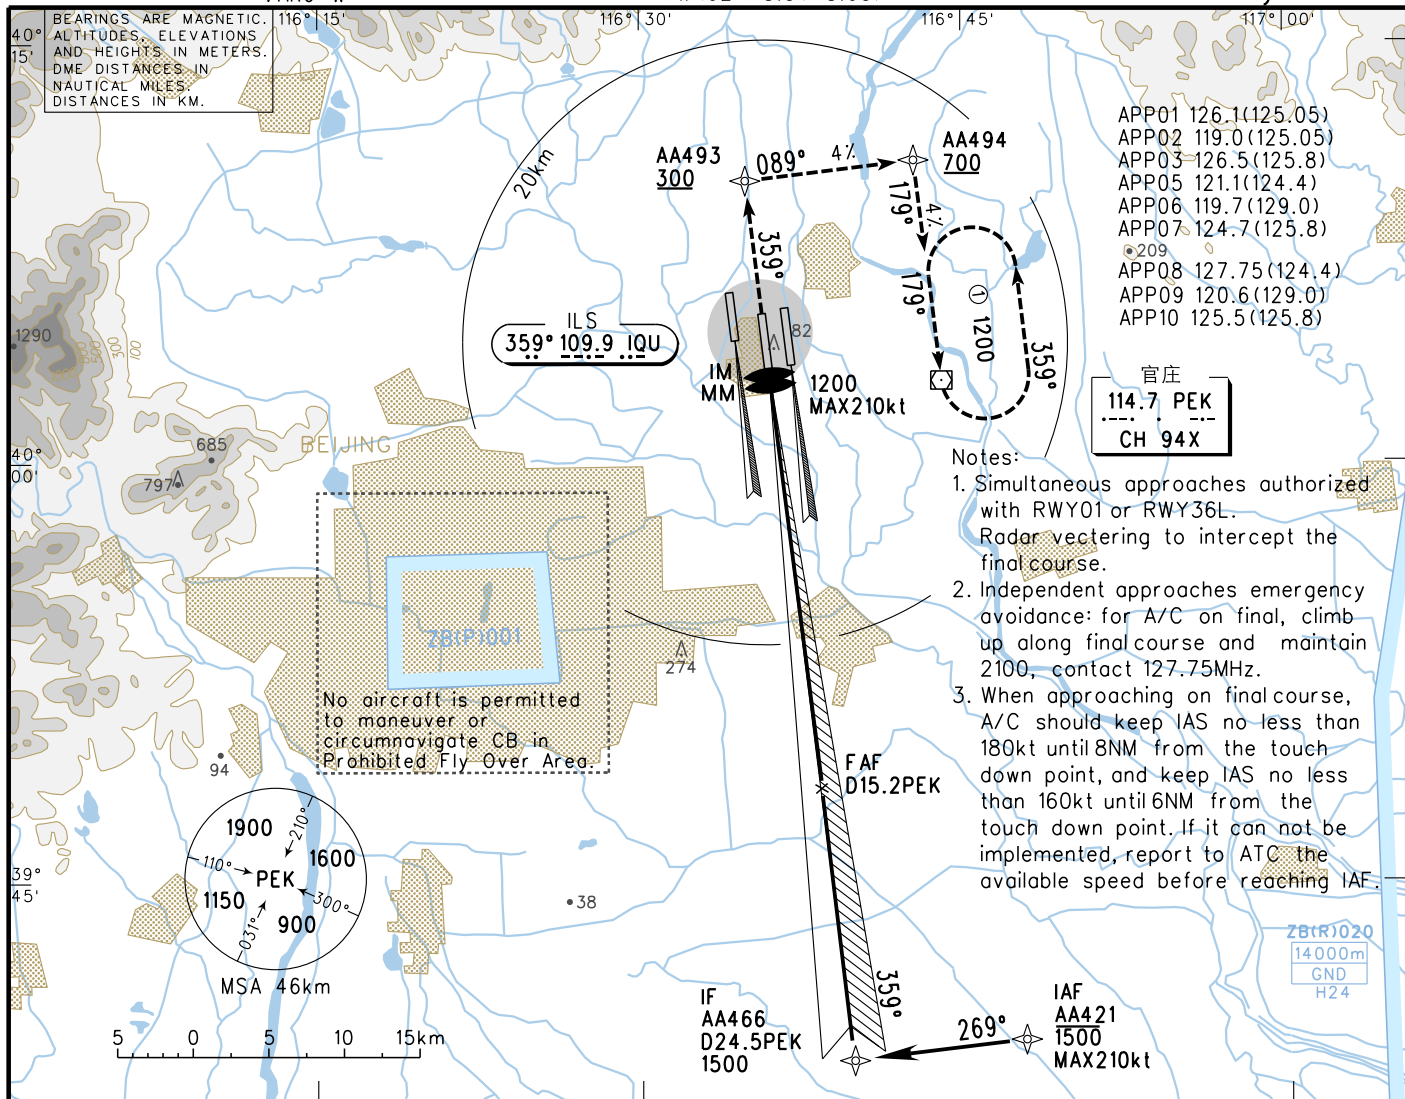 116°15'
116°30'
116°45'
117°00'
BEARINGS ARE MAGNETIC.
ALTITUDES, ELEVATIONS
AND HEIGHTS IN METERS.
DME DISTANCES IN
NAUTICAL MILES.
DISTANCES IN KM.
40°
15'
20km
AA493
300
089°
4%
AA494
700
179°
4%
359°
179°
① 1200
359°
APP01 126.1(125.05)
APP02 119.0(125.05)
APP03 126.5(125.8)
APP05 121.1(124.4)
APP06 119.7(129.0)
APP07 124.7(125.8)
209
APP08 127.75(124.4)
APP09 120.6(129.0)
APP10 125.5(125.8)
1290
500
300
100
ILS
359° 109.9 IQU
82
IM
MM
1200
MAX210kt
官庄
114.7 PEK
CH 94X
BEIJING
685
797
40°
00'
Notes:
1. Simultaneous approaches authorized
with RWY01 or RWY36L.
Radar vectering to intercept the
final course.
2. Independent approaches emergency
avoidance: for A/C on final, climb
up along final course and maintain
2100, contact 127.75MHz.
3. When approaching on final course,
A/C should keep IAS no less than
180kt until 8NM from the touch
down point, and keep IAS no less
than 160kt until 6NM from the
touch down point. If it can not be
implemented, report to ATC the
available speed before reaching IAF.
ZB(P)001
274
No aircraft is permitted
to maneuver or
circumnavigate CB in
Prohibited Fly Over Area.
94
FAF
D15.2PEK
1900
210°
1600
110°
PEK
1150
300°
900
031°
MSA 46km
39°
45'
38
ZB(R)020
14000m
GND
H24
359°
IF
AA466
D24.5PEK
1500
269°
IAF
AA421
1500
MAX210kt
5 0 5 10 15km